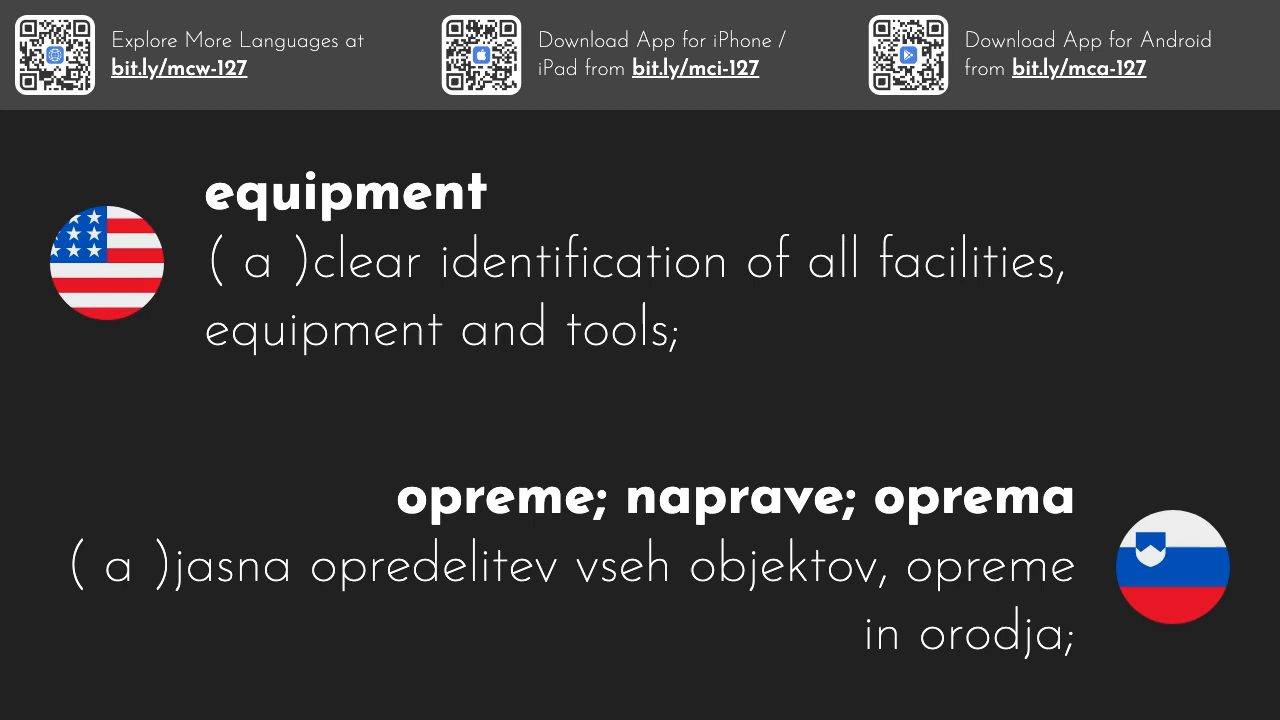 Explore More Languages at
bit.ly/mcw-127
Download App for iPhone /
iPad from bit.ly/mci-127
Download App for Android
from bit.ly/mca-127
equipment
( a )clear identification of all facilities,
equipment and tools;
opreme; naprave; oprema
( a )jasna opredelitev vseh objektov, opreme
in orodja;